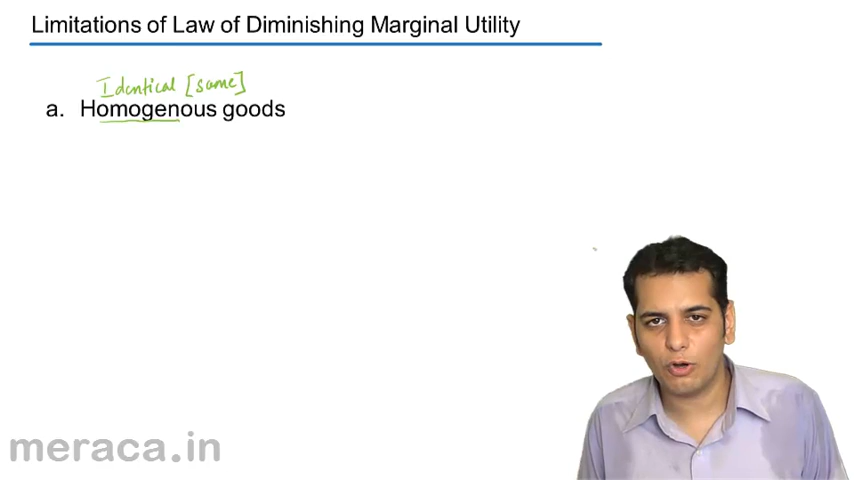 Limitations of Law of Diminishing Marginal Utility
Identical [same]
a. Homogenous goods
meraca.in